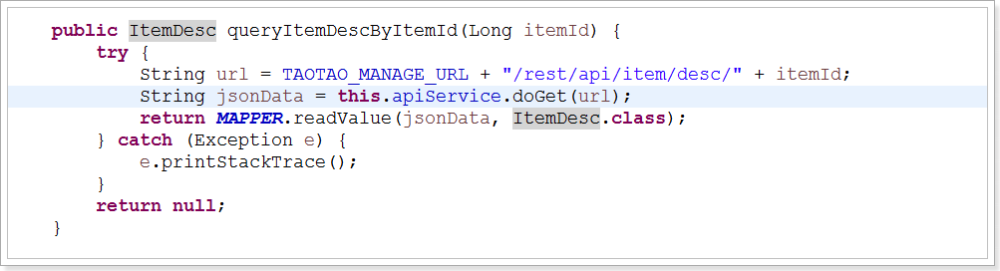 public ItemDesc queryItemDescByItemId(Long itemId) {
    try {
        String url = TAOTAO_MANAGE_URL + "/rest/api/item/desc/" + itemId;
        String jsonData = this.apiService.doGet(url);
        return MAPPER.readValue(jsonData, ItemDesc.class);
    } catch (Exception e) {
        e.printStackTrace();
    }
    return null;
}